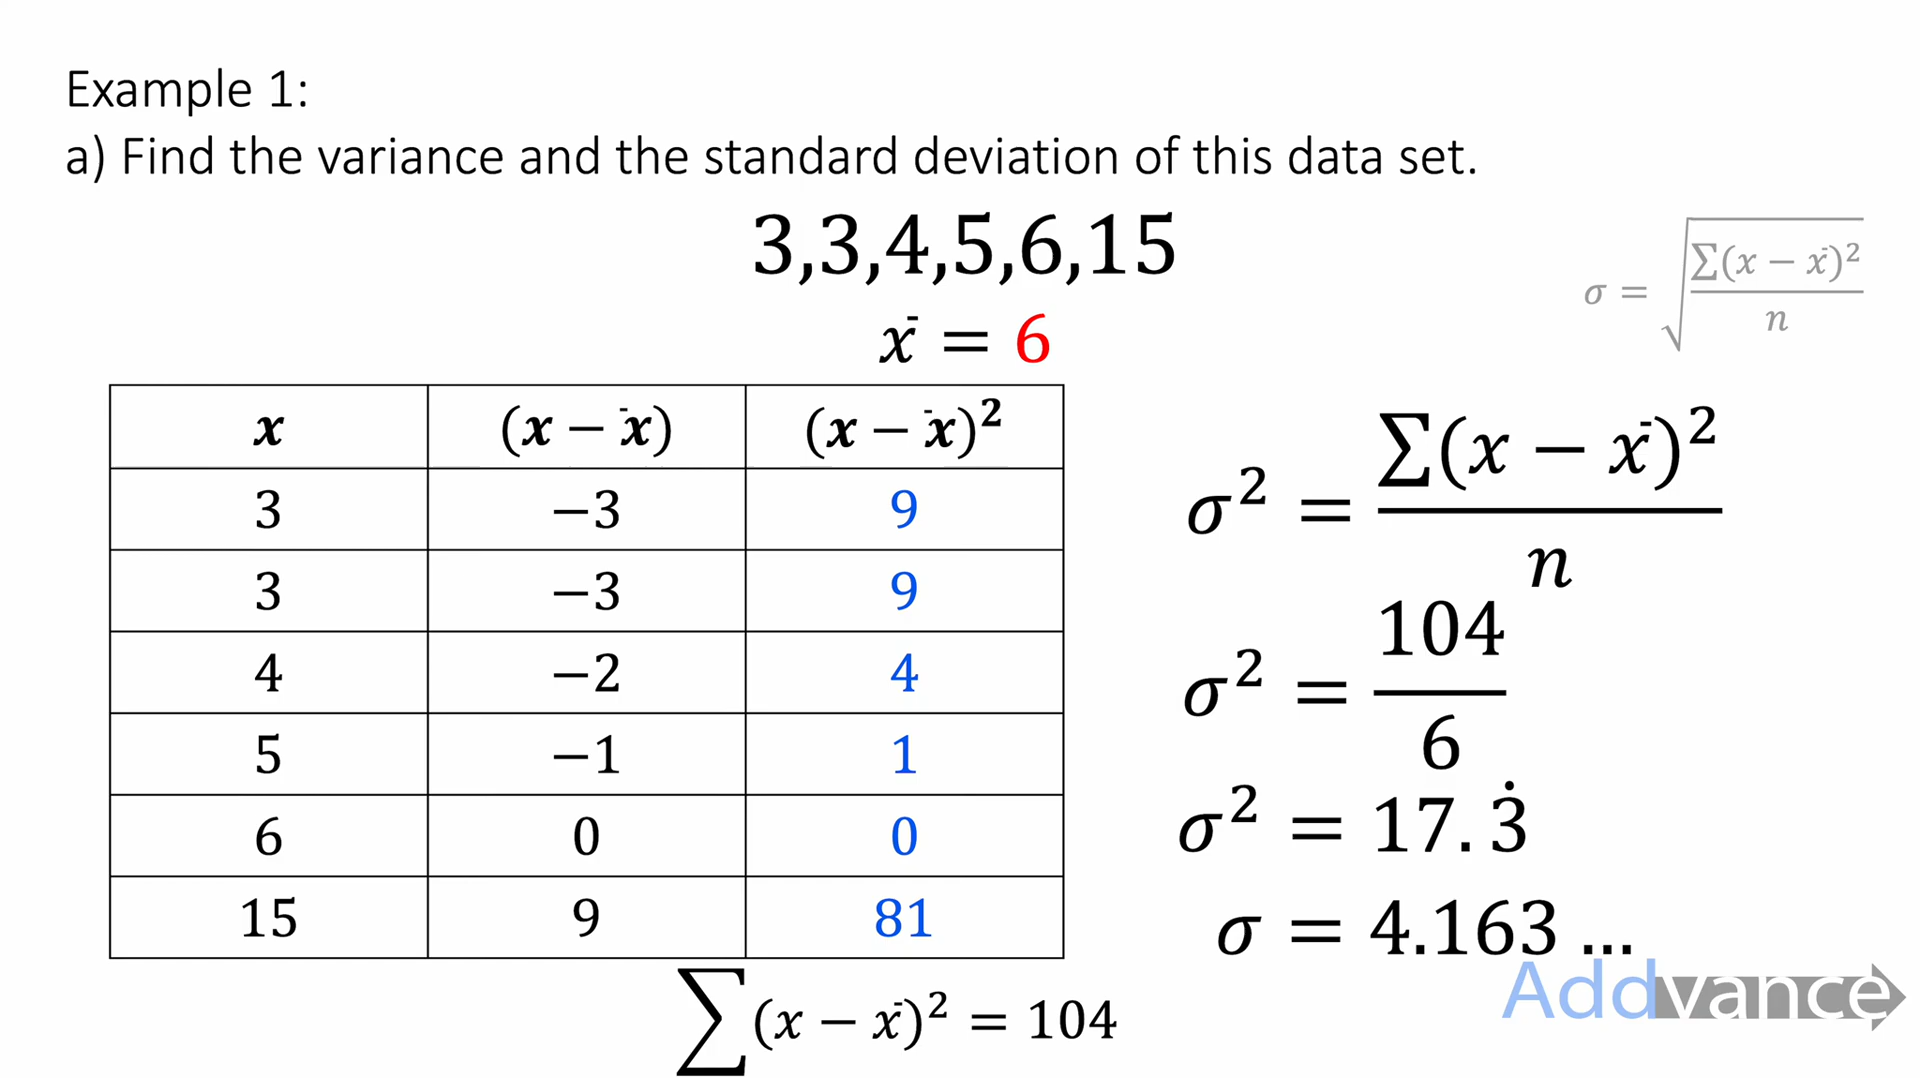 Example 1:
a) Find the variance and the standard deviation of this data set.
3,3,4,5,6,15
σ = √(∑(x − x̄)² / n)
x̄ = 6
x (x − x̄) (x − x̄)²
3 −3 9
3 −3 9
4 −2 4
5 −1 1
6 0 0
15 9 81
∑(x − x̄)² = 104
σ² = ∑(x − x̄)² / n
σ² = 104 / 6
σ² = 17.3̇
σ = 4.163 ...
Addvance